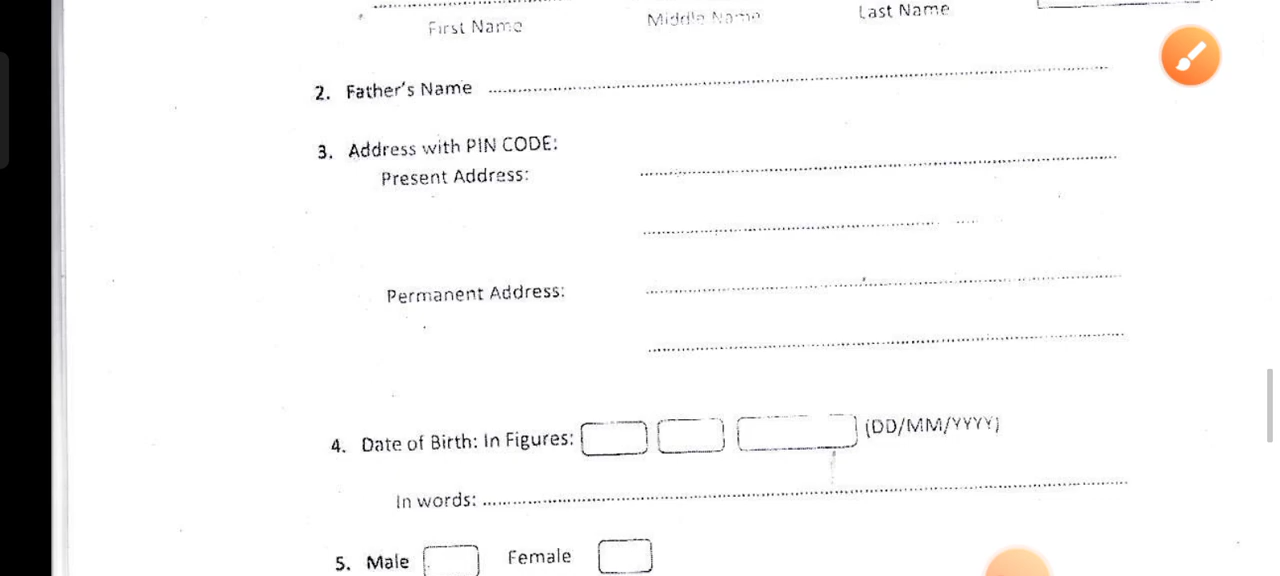 First Name Middle Name Last Name
2. Father's Name
3. Address with PIN CODE:
Present Address:
Permanent Address:
4. Date of Birth: In Figures: (DD/MM/YYYY)
In words:
5. Male Female